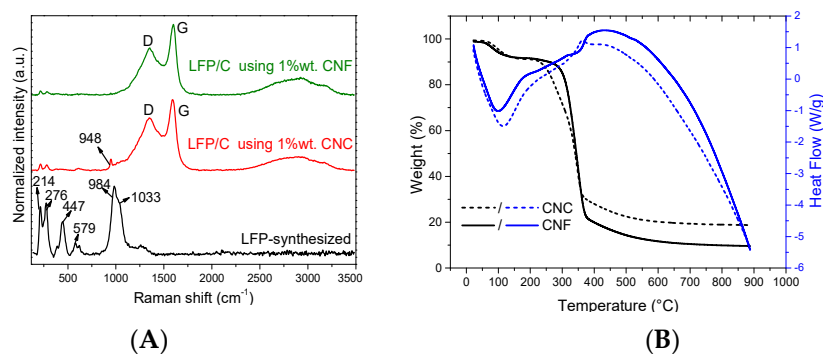 Normalized intensity (a.u.)
D
G
LFP/C using 1%wt. CNF
D
G
948
LFP/C using 1%wt. CNC
214
276
447
579
984
1033
LFP-synthesized
500 1000 1500 2000 2500 3000 3500
Raman shift (cm-1)
(A)
Weight (%)
100
80
60
40
20
0
/ CNC
/ CNF
2
1
0
-1
-2
-3
-4
-5
-6
Heat Flow (W/g)
0 100 200 300 400 500 600 700 800 900 1000
Temperature (°C)
(B)